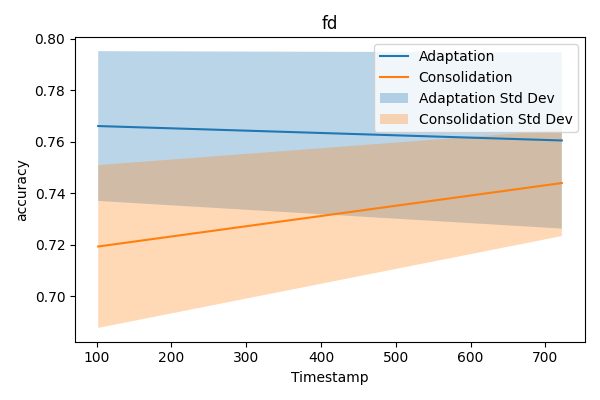 fd
0.80
0.78
0.76
0.74
0.72
0.70
accuracy
Adaptation
Consolidation
Adaptation Std Dev
Consolidation Std Dev
100 200 300 400 500 600 700
Timestamp